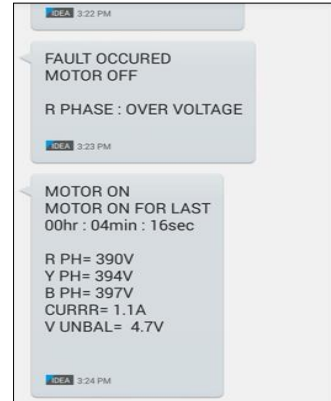 IDEA 3:22 PM
FAULT OCCURED
MOTOR OFF
R PHASE : OVER VOLTAGE
IDEA 3:23 PM
MOTOR ON
MOTOR ON FOR LAST
00hr : 04min : 16sec
R PH= 390V
Y PH= 394V
B PH= 397V
CURRR= 1.1A
V UNBAL= 4.7V
IDEA 3:24 PM